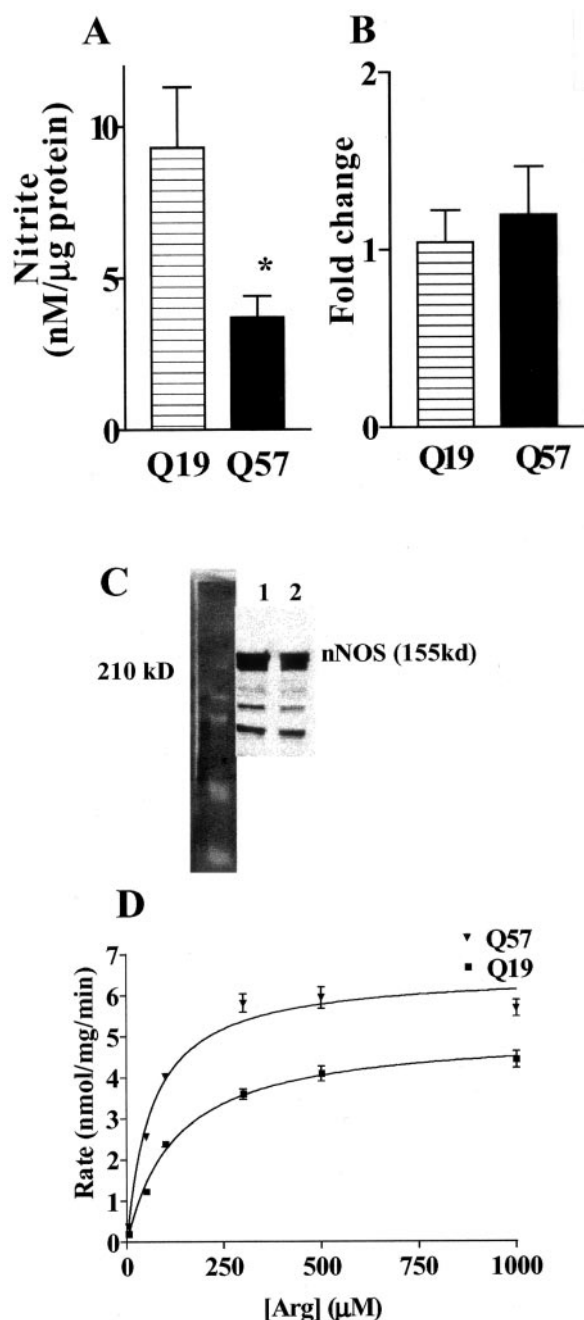 A
B
Nitrite
(nM/µg protein)
10
5
0
*
Q19 Q57
Fold change
2
1
0
Q19 Q57
C
1 2
210 kD
nNOS (155kd)
D
Rate (nmol/mg/min)
7
6
5
4
3
2
1
0
Q57
Q19
0 250 500 750 1000
[Arg] (µM)